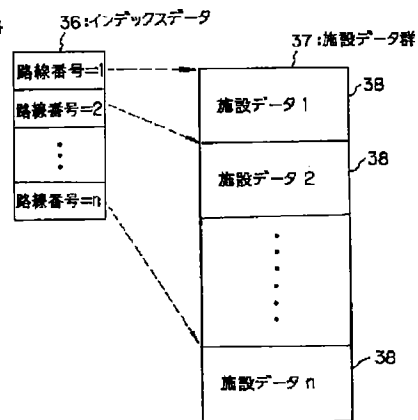 36:インデックスデータ
37:施設データ群
路線番号=1
路線番号=2
路線番号=n
施設データ1
38
施設データ2
38
施設データn
38